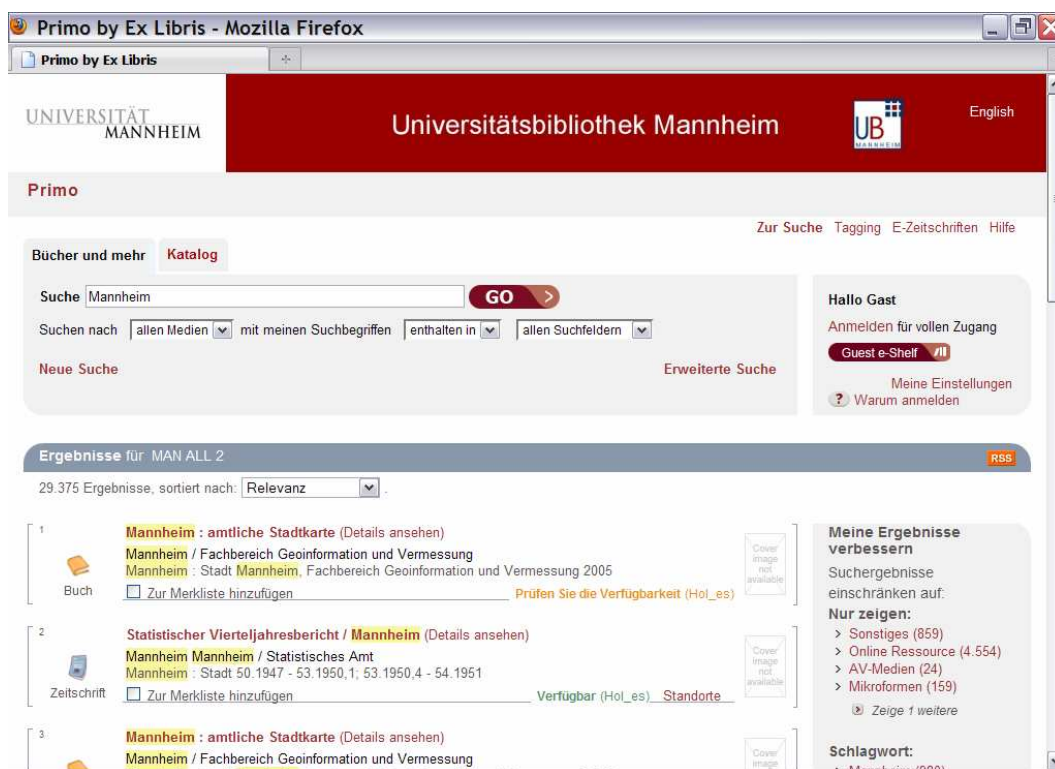 Primo by Ex Libris - Mozilla Firefox
Primo by Ex Libris
UNIVERSITÄT
MANNHEIM
Universitätsbibliothek Mannheim
UB
MANNHEIM
English
Primo
Zur Suche Tagging E-Zeitschriften Hilfe
Bücher und mehr Katalog
Suche Mannheim GO
Suchen nach allen Medien mit meinen Suchbegriffen enthalten in allen Suchfeldern
Neue Suche Erweiterte Suche
Hallo Gast
Anmelden für vollen Zugang
Guest e-Shelf
Meine Einstellungen
? Warum anmelden
Ergebnisse für MAN ALL 2 RSS
29.375 Ergebnisse, sortiert nach: Relevanz .
1
Buch
Mannheim : amtliche Stadtkarte (Details ansehen)
Mannheim / Fachbereich Geoinformation und Vermessung
Mannheim : Stadt Mannheim, Fachbereich Geoinformation und Vermessung 2005
Zur Merkliste hinzufügen Prüfen Sie die Verfügbarkeit (Hol_es)
Cover
image
not
available
2
Zeitschrift
Statistischer Vierteljahresbericht / Mannheim (Details ansehen)
Mannheim Mannheim / Statistisches Amt
Mannheim : Stadt 50.1947 - 53.1950,1; 53.1950,4 - 54.1951
Zur Merkliste hinzufügen Verfügbar (Hol_es) Standorte
Cover
image
not
available
3
Mannheim : amtliche Stadtkarte (Details ansehen)
Mannheim / Fachbereich Geoinformation und Vermessung
Cover
image
Meine Ergebnisse
verbessern
Suchergebnisse
einschränken auf:
Nur zeigen:
Sonstiges (859)
Online Ressource (4.554)
AV-Medien (24)
Mikroformen (159)
Zeige 1 weitere
Schlagwort: